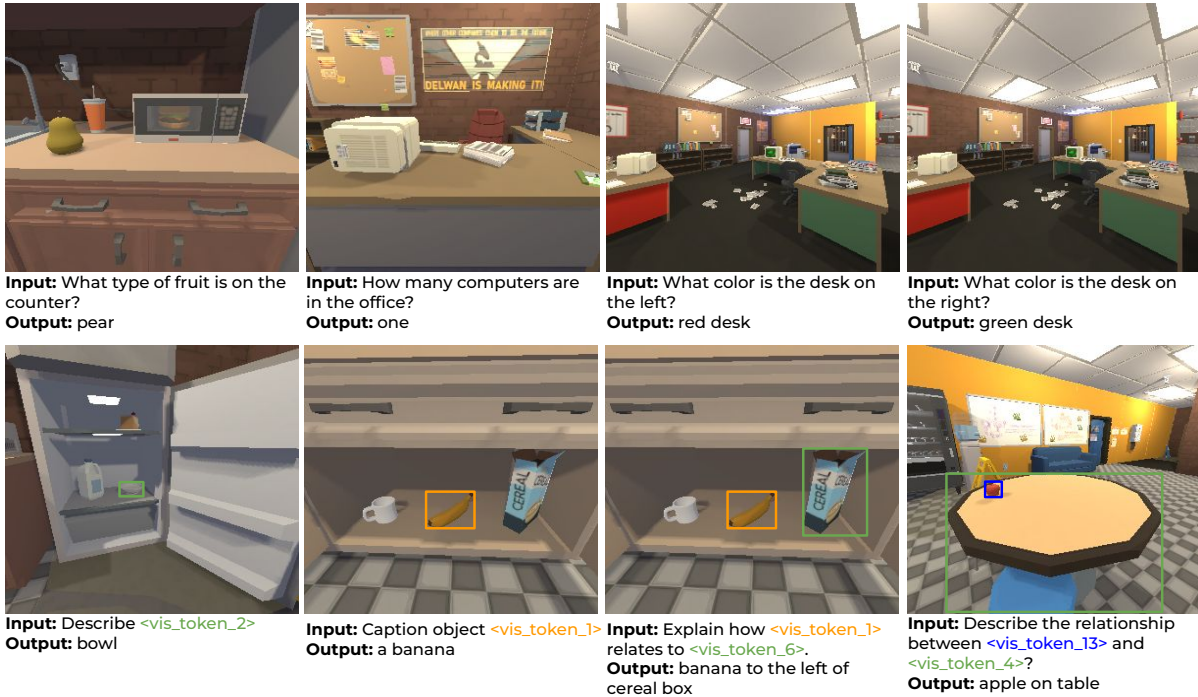 DELWAN IS MAKING IT!
Input: What type of fruit is on the
counter?
Output: pear
Input: How many computers are
in the office?
Output: one
Input: What color is the desk on
the left?
Output: red desk
Input: What color is the desk on
the right?
Output: green desk
CEREAL
CEREAL
Input: Describe <vis_token_2>
Output: bowl
Input: Caption object <vis_token_1>
Output: a banana
Input: Explain how <vis_token_1>
relates to <vis_token_6>.
Output: banana to the left of
cereal box
Input: Describe the relationship
between <vis_token_13> and
<vis_token_4>?
Output: apple on table